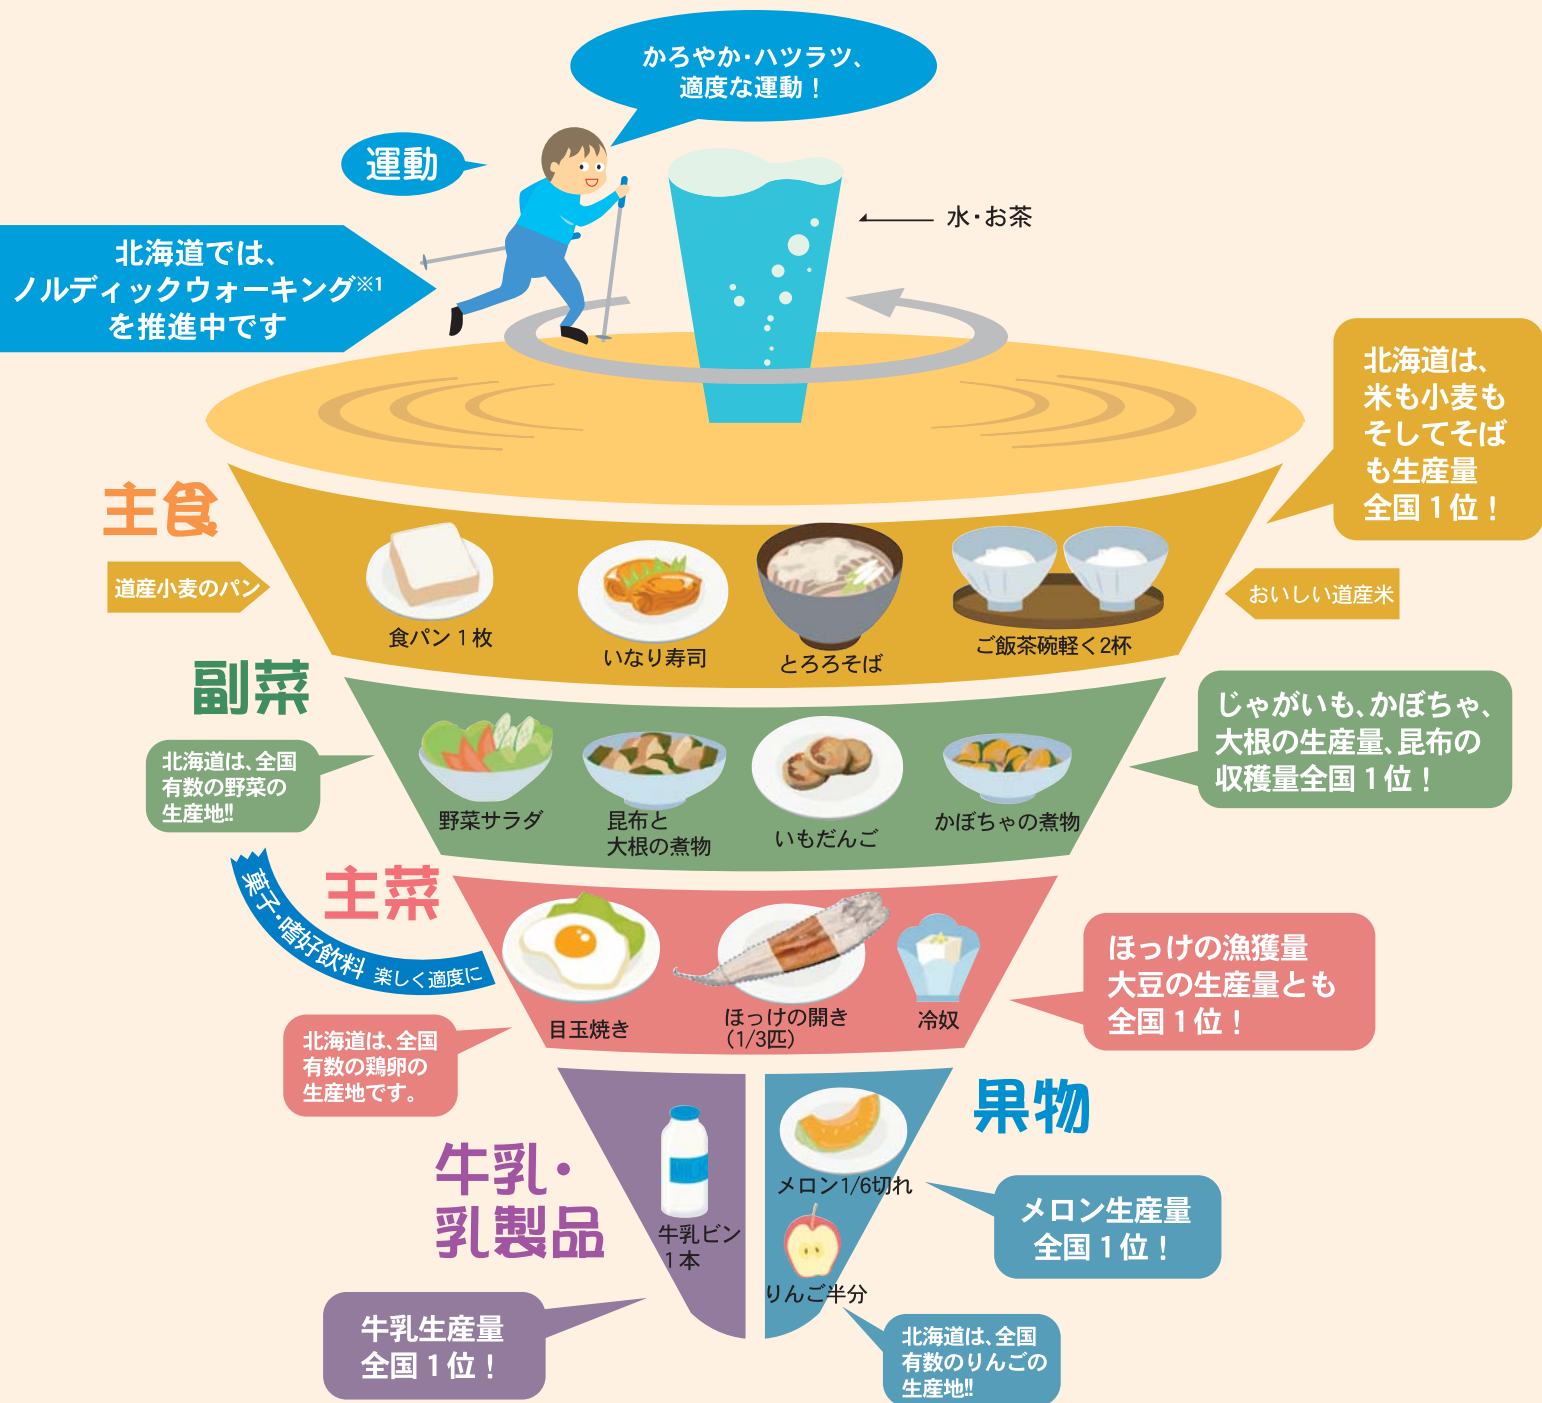 かろやか・ハツラツ、
適度な運動！
運動
水・お茶
北海道では、
ノルディックウォーキング※1
を推進中です
北海道は、
米も小麦も
そしてそば
も生産量
全国１位！
主食
道産小麦のパン
食パン１枚
いなり寿司
とろろそば
ご飯茶碗軽く2杯
おいしい道産米
副菜
北海道は、全国
有数の野菜の
生産地!!
野菜サラダ
昆布と
大根の煮物
いもだんご
かぼちゃの煮物
じゃがいも、かぼちゃ、
大根の生産量、昆布の
収穫量全国１位！
主菜
菓子・嗜好飲料 楽しく適度に
目玉焼き
ほっけの開き
（1/3匹）
冷奴
ほっけの漁獲量
大豆の生産量とも
全国１位！
北海道は、全国
有数の鶏卵の
生産地です。
牛乳・
乳製品
MILK
牛乳ビン
１本
牛乳生産量
全国１位！
果物
メロン1/6切れ
りんご半分
メロン生産量
全国１位！
北海道は、全国
有数のりんごの
生産地!!